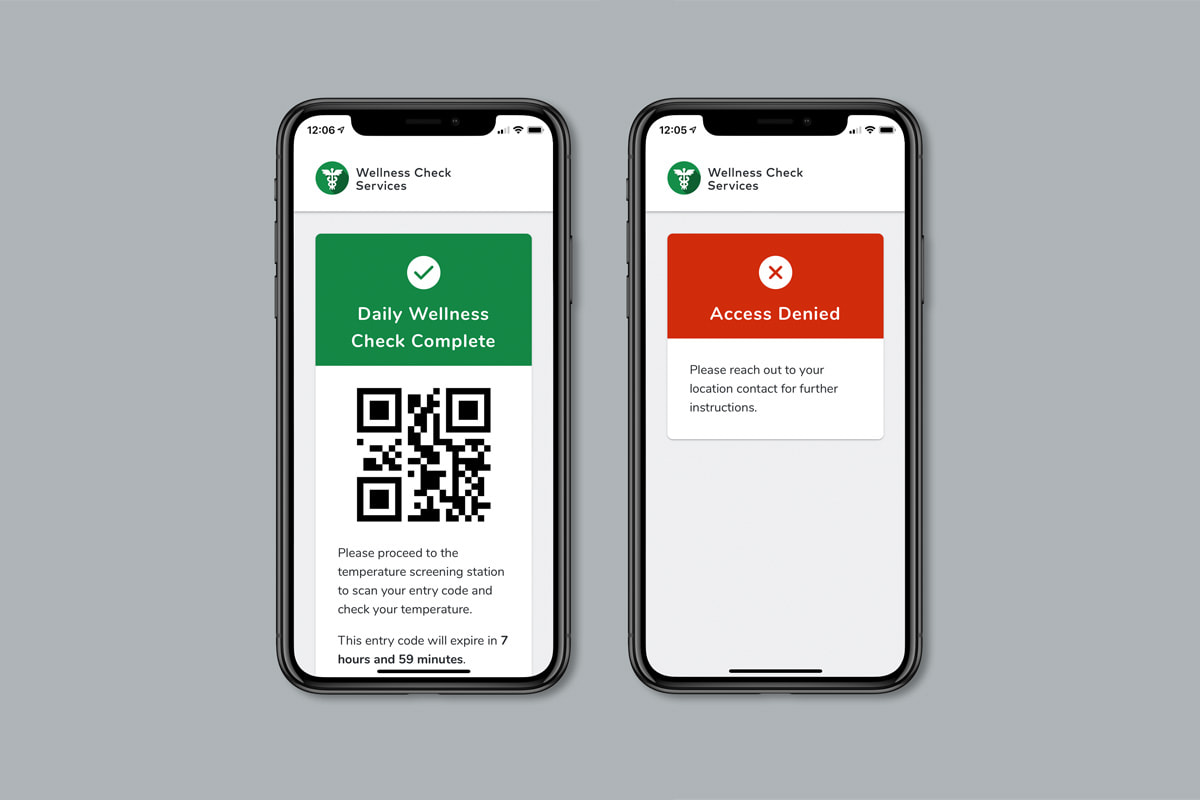 12:06
Wellness Check
Services
Daily Wellness
Check Complete
Please proceed to the
temperature screening station
to scan your entry code and
check your temperature.
This entry code will expire in 7
hours and 59 minutes.
12:05
Wellness Check
Services
Access Denied
Please reach out to your
location contact for further
instructions.